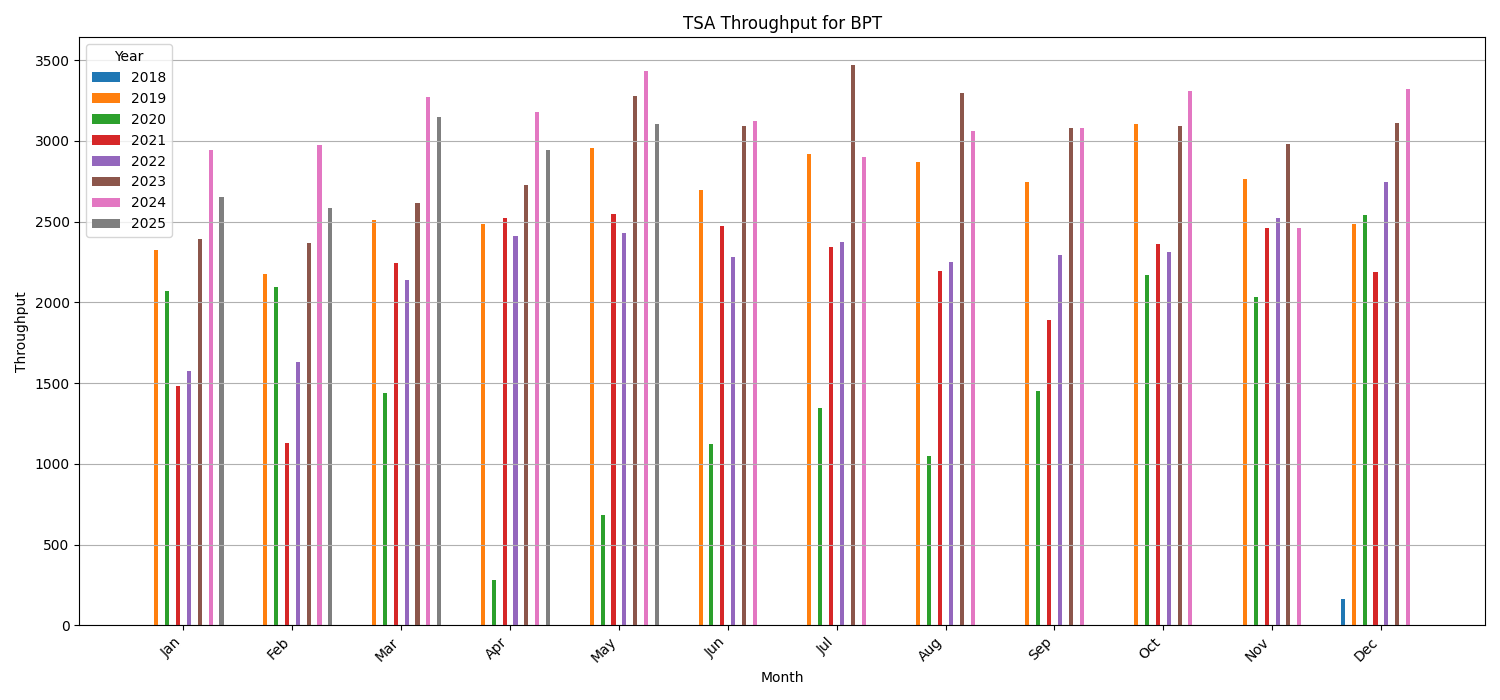 TSA Throughput for BPT
Year
2018
2019
2020
2021
2022
2023
2024
2025
3500
3000
2500
2000
1500
1000
500
0
Throughput
Jan
Feb
Mar
Apr
May
Jun
Jul
Aug
Sep
Oct
Nov
Dec
Month